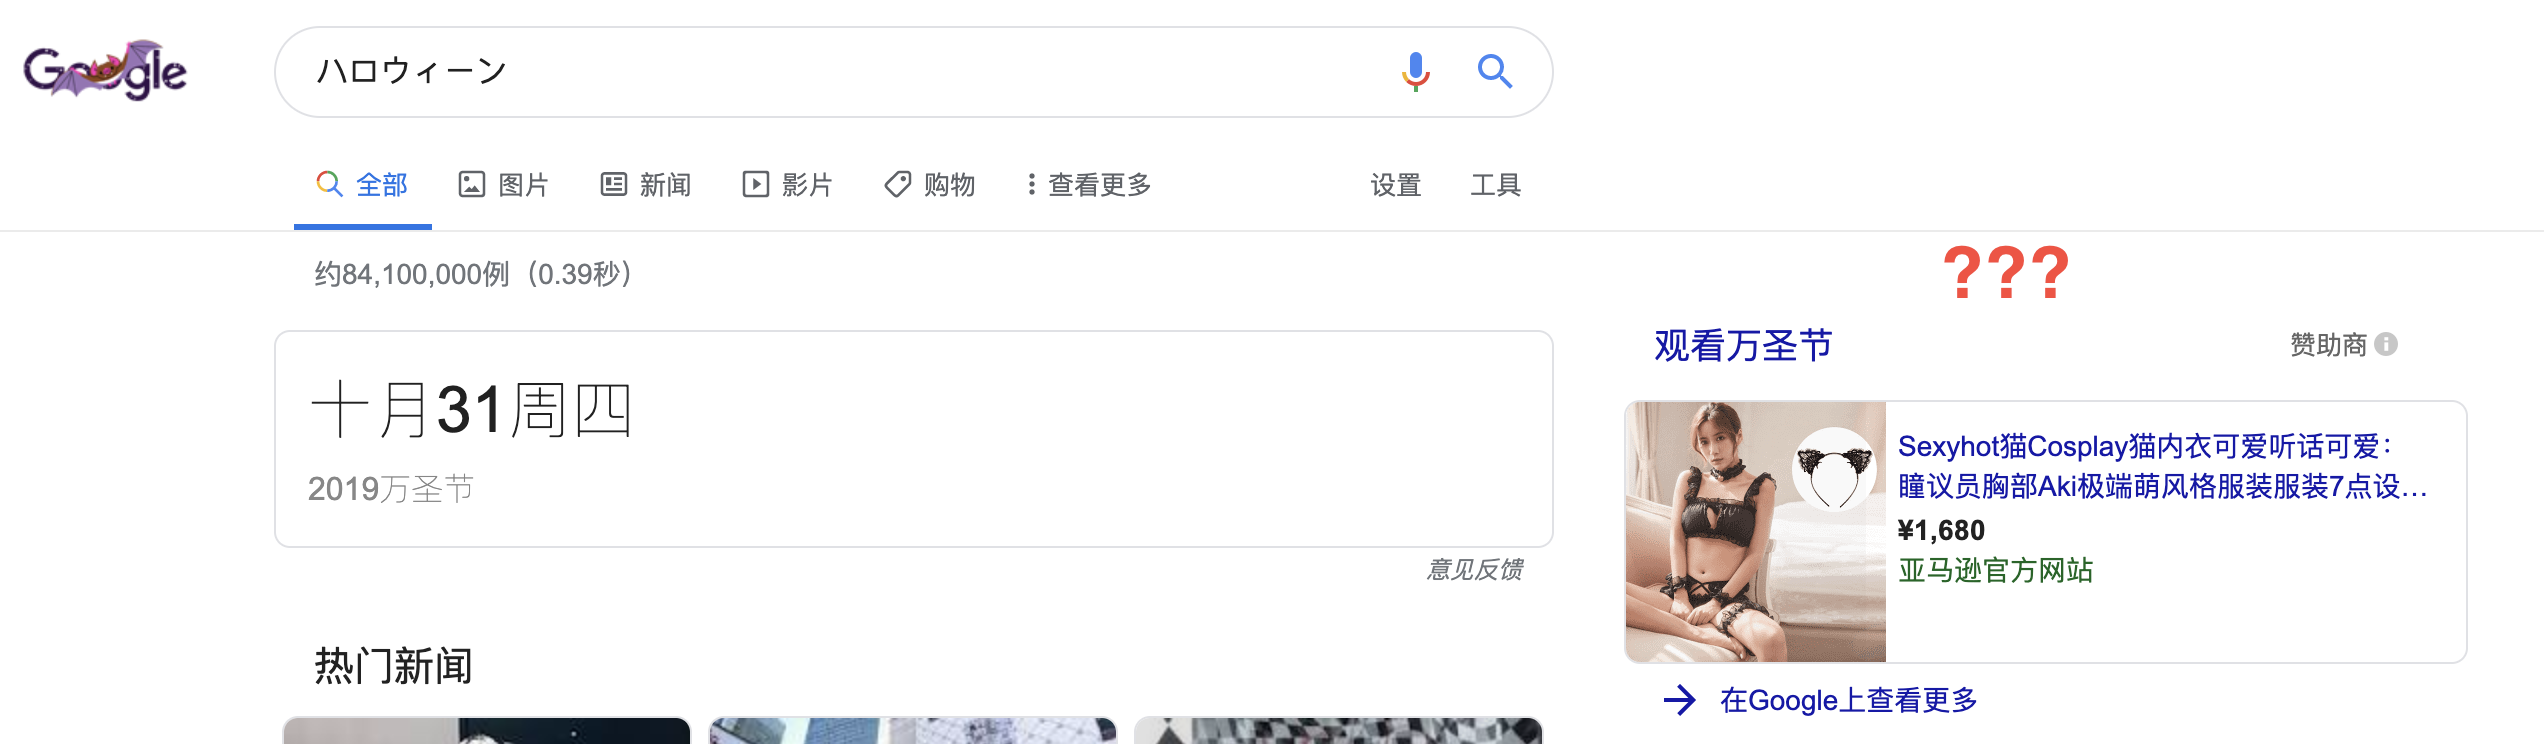 Google
ハロウィーン
全部 图片 新闻 影片 购物 查看更多 设置 工具
约84,100,000例（0.39秒）
十月31周四
2019万圣节
意见反馈
热门新闻
???
观看万圣节 赞助商
Sexyhot猫Cosplay猫内衣可爱听话可爱：
瞳议员胸部Aki极端萌风格服装服装7点设...
¥1,680
亚马逊官方网站
在Google上查看更多